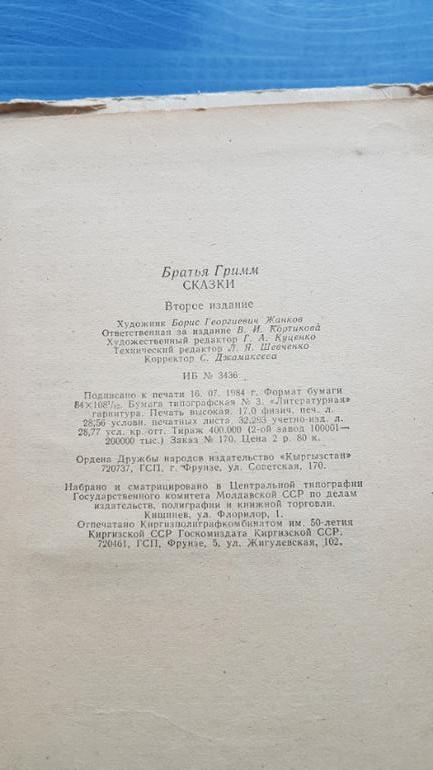 Братья Гримм
СКАЗКИ
Второе издание
Художник Борис Георгиевич Жанков
Ответственная за издание В. И. Кортикова
Художественный редактор Г. А. Куценко
Технический редактор Л. Я. Шевченко
Корректор С. Джамаксева
ИБ № 3436
Подписано к печати 16. 07. 1984 г. Формат бумаги
84×108¹/₃₂. Бумага типографская № 3. «Литературная»
гарнитура. Печать высокая. 17,0 физич. печ. л.
28,56 условн. печатных листа. 32,293 учетно-изд. л.
28,77 усл. кр. отт. Тираж 400.000 (2-ой завод 100001—
200000 тыс.) Заказ № 170. Цена 2 р. 80 к.
Ордена Дружбы народов издательство «Кыргызстан»
720737, ГСП, г. Фрунзе, ул. Советская, 170.
Набрано и сматрицировано в Центральной типографии
Государственного комитета Молдавской ССР по делам
издательств, полиграфии и книжной торговли.
Кишинев, ул. Флорилор, 1.
Отпечатано Киргизполиграфкомбинатом им. 50-летия
Киргизской ССР Госкомиздата Киргизской ССР.
720461, ГСП, Фрунзе, 5, ул. Жигулевская, 102.